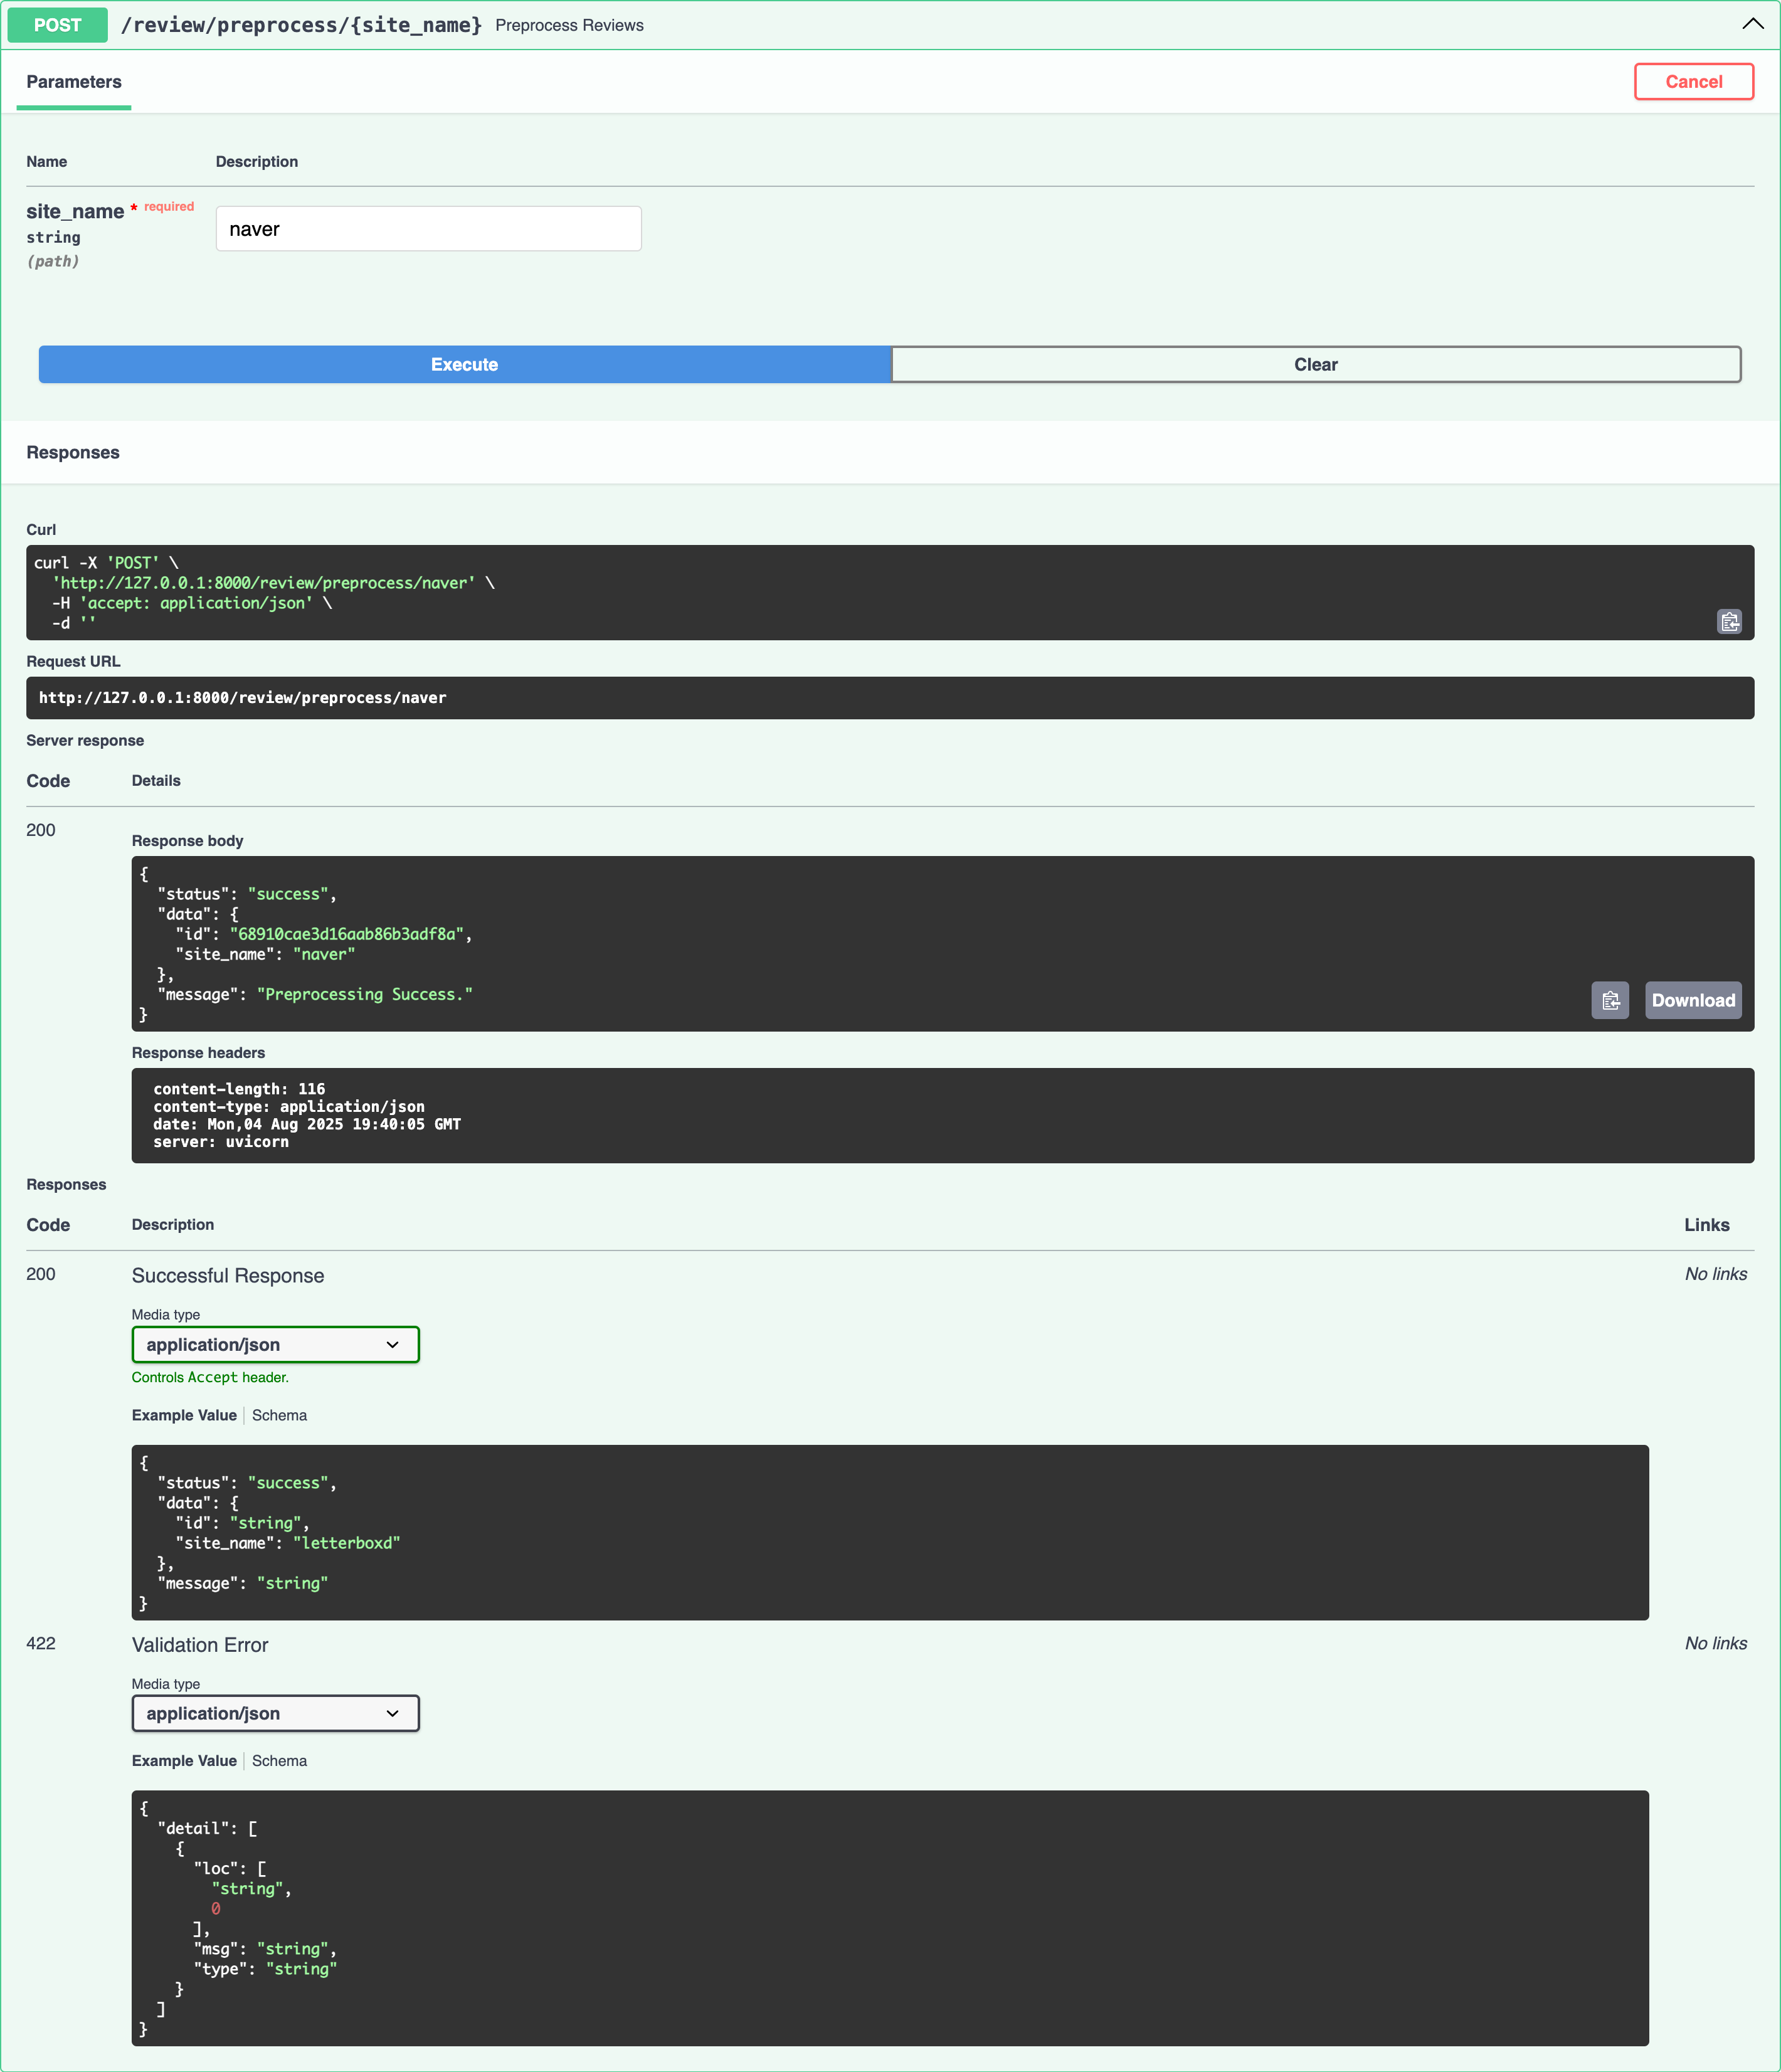 POST /review/preprocess/{site_name} Preprocess Reviews
Parameters
Cancel
Name Description
site_name * required
string
(path)
naver
Execute Clear
Responses
Curl
curl -X 'POST' \
  'http://127.0.0.1:8000/review/preprocess/naver' \
  -H 'accept: application/json' \
  -d ''
Request URL
http://127.0.0.1:8000/review/preprocess/naver
Server response
Code Details
200
Response body
{
  "status": "success",
  "data": {
    "id": "68910cae3d16aab86b3adf8a",
    "site_name": "naver"
  },
  "message": "Preprocessing Success."
}
Download
Response headers
content-length: 116
content-type: application/json
date: Mon,04 Aug 2025 19:40:05 GMT
server: uvicorn
Responses
Code Description Links
200 Successful Response No links
Media type
application/json
Controls Accept header.
Example Value Schema
{
  "status": "success",
  "data": {
    "id": "string",
    "site_name": "letterboxd"
  },
  "message": "string"
}
422 Validation Error No links
Media type
application/json
Example Value Schema
{
  "detail": [
    {
      "loc": [
        "string",
        0
      ],
      "msg": "string",
      "type": "string"
    }
  ]
}